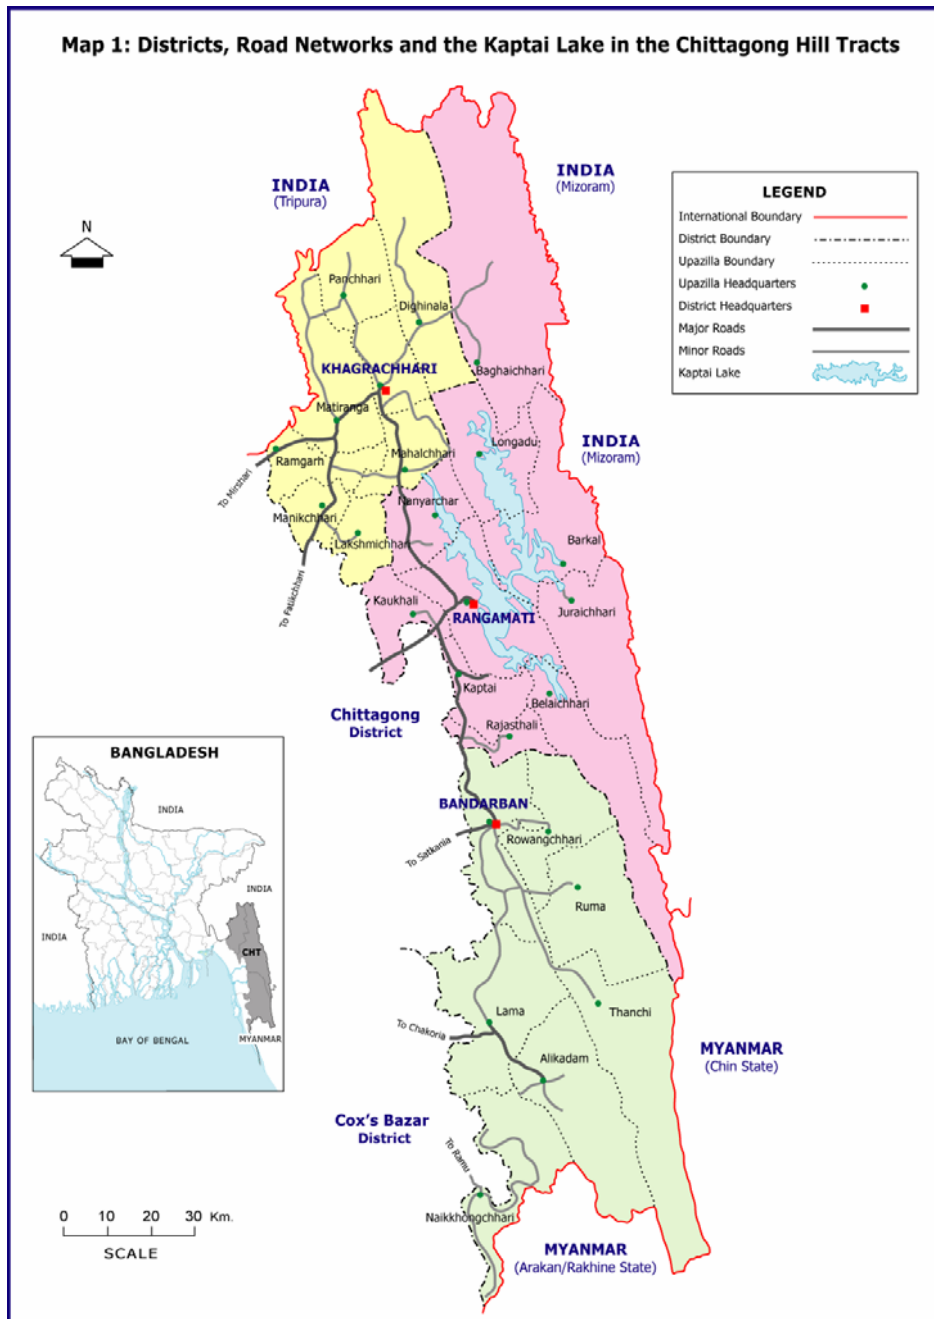 Map 1: Districts, Road Networks and the Kaptai Lake in the Chittagong Hill Tracts
INDIA
(Tripura)
INDIA
(Mizoram)
N
LEGEND
International Boundary
District Boundary
Upazilla Boundary
Upazilla Headquarters
District Headquarters
Major Roads
Minor Roads
Kaptai Lake
Panchhari
Dighinala
KHAGRACHHARI
Baghaichhari
Matiranga
Longadu
INDIA
(Mizoram)
Ramgarh
Mahalchhari
To Mirshari
Nanyarchar
Manikchhari
Lakshmichhari
Barkal
To Fatikchhari
Kaukhali
Juraichhari
RANGAMATI
Kaptai
Belaichhari
Chittagong
District
Rajasthali
BANGLADESH
INDIA
INDIA
INDIA
CHT
BAY OF BENGAL
MYANMAR
BANDARBAN
To Satkania
Rowangchhari
Ruma
Lama
Thanchi
To Chakoria
Alikadam
MYANMAR
(Chin State)
Cox's Bazar
District
To Ramu
Naikkhongchhari
0 10 20 30 Km.
SCALE
MYANMAR
(Arakan/Rakhine State)